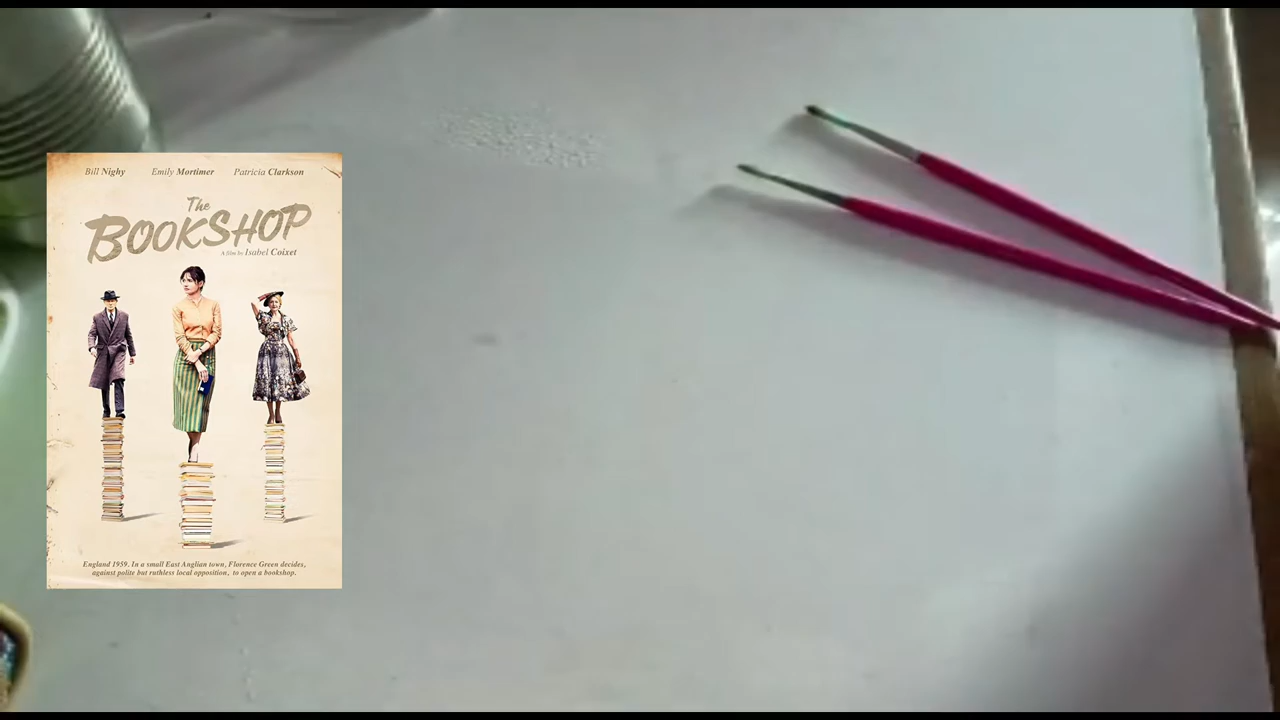 Bill Nighy Emily Mortimer Patricia Clarkson
The
BOOKSHOP
A film by Isabel Coixet
England 1959. In a small East Anglian town, Florence Green decides,
against polite but ruthless local opposition, to open a bookshop.